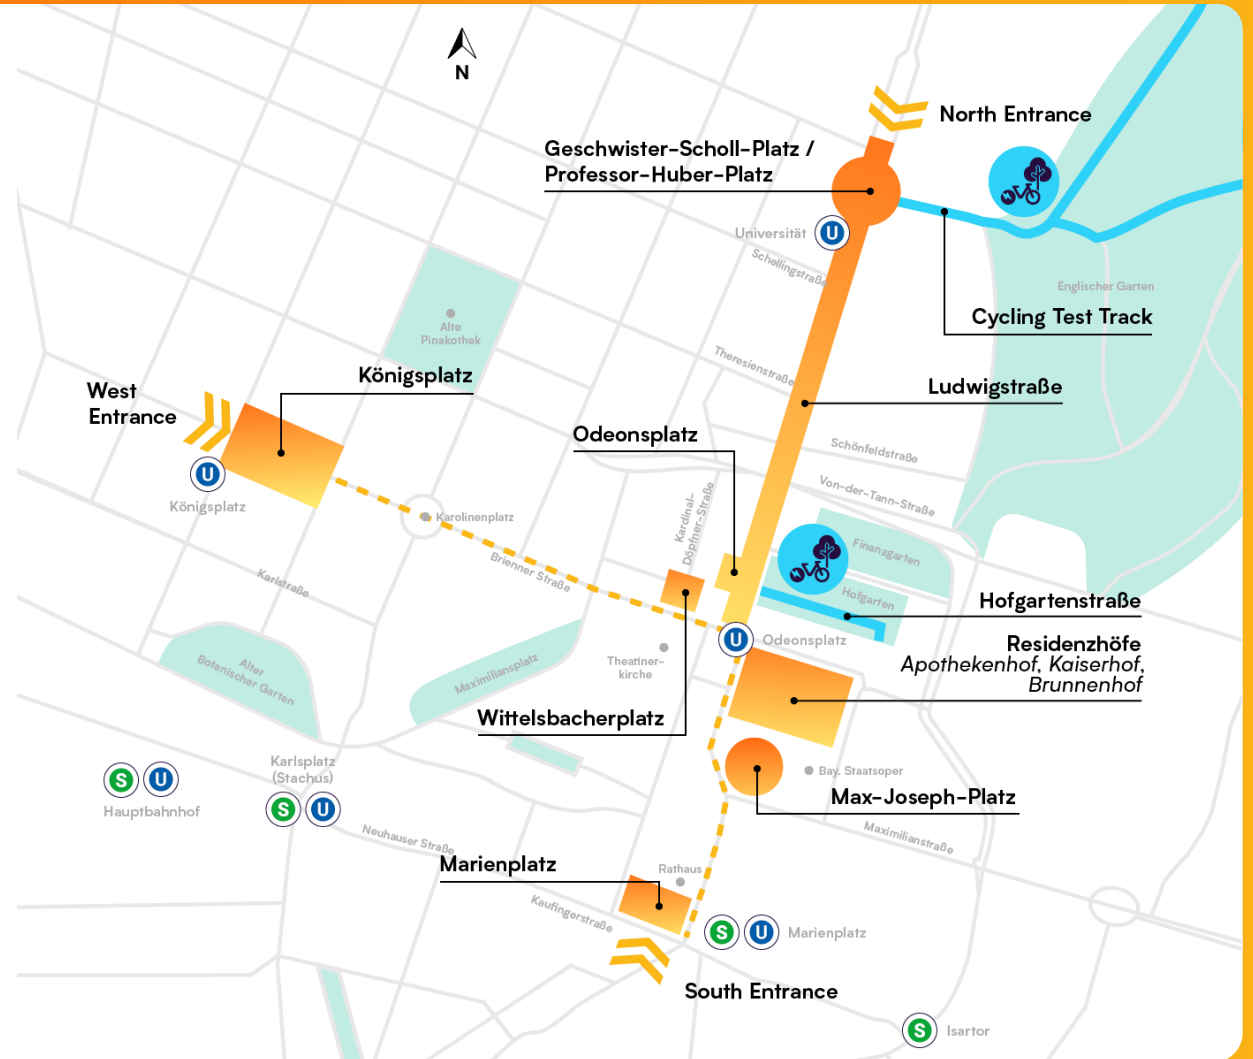 N
North Entrance
Geschwister-Scholl-Platz /
Professor-Huber-Platz
Universität
U
Schellingstraße
Englischer Garten
Cycling Test Track
Alte
Pinakothek
Theresienstraße
Königsplatz
West
Entrance
Ludwigstraße
Odeonsplatz
Schönfeldstraße
U
Königsplatz
Von-der-Tann-Straße
Kardinal-
Döpfner-Straße
Karolinenplatz
Finanzgarten
Brienner Straße
Karlstraße
Hofgarten
Hofgartenstraße
U
Odeonsplatz
Residenzhöfe
Apothekenhof, Kaiserhof,
Brunnenhof
Theatiner-
kirche
Alter
Botanischer Garten
Maximiliansplatz
Wittelsbacherplatz
Karlsplatz
(Stachus)
S U
S U
Hauptbahnhof
Bay. Staatsoper
Max-Joseph-Platz
Neuhauser Straße
Maximilianstraße
Marienplatz
Rathaus
Kaufingerstraße
S U Marienplatz
South Entrance
S Isartor